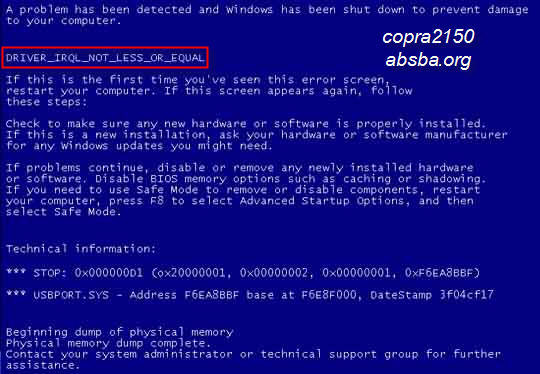 A problem has been detected and Windows has been shut down to prevent damage
to your computer.
copra2150
absba.org
DRIVER_IRQL_NOT_LESS_OR_EQUAL
If this is the first time you've seen this error screen,
restart your computer. If this screen appears again, follow
these steps:
Check to make sure any new hardware or software is properly installed.
If this is a new installation, ask your hardware or software manufacturer
for any Windows updates you might need.
If problems continue, disable or remove any newly installed hardware
or software. Disable BIOS memory options such as caching or shadowing.
If you need to use Safe Mode to remove or disable components, restart
your computer, press F8 to select Advanced Startup Options, and then
select Safe Mode.
Technical information:
*** STOP: 0x000000D1 (0x20000001, 0x00000002, 0x00000001, 0xF6EA8BBF)
*** USBPORT.SYS - Address F6EA8BBF base at F6E8F000, DateStamp 3f04cf17
Beginning dump of physical memory
Physical memory dump complete.
Contact your system administrator or technical support group for further
assistance.